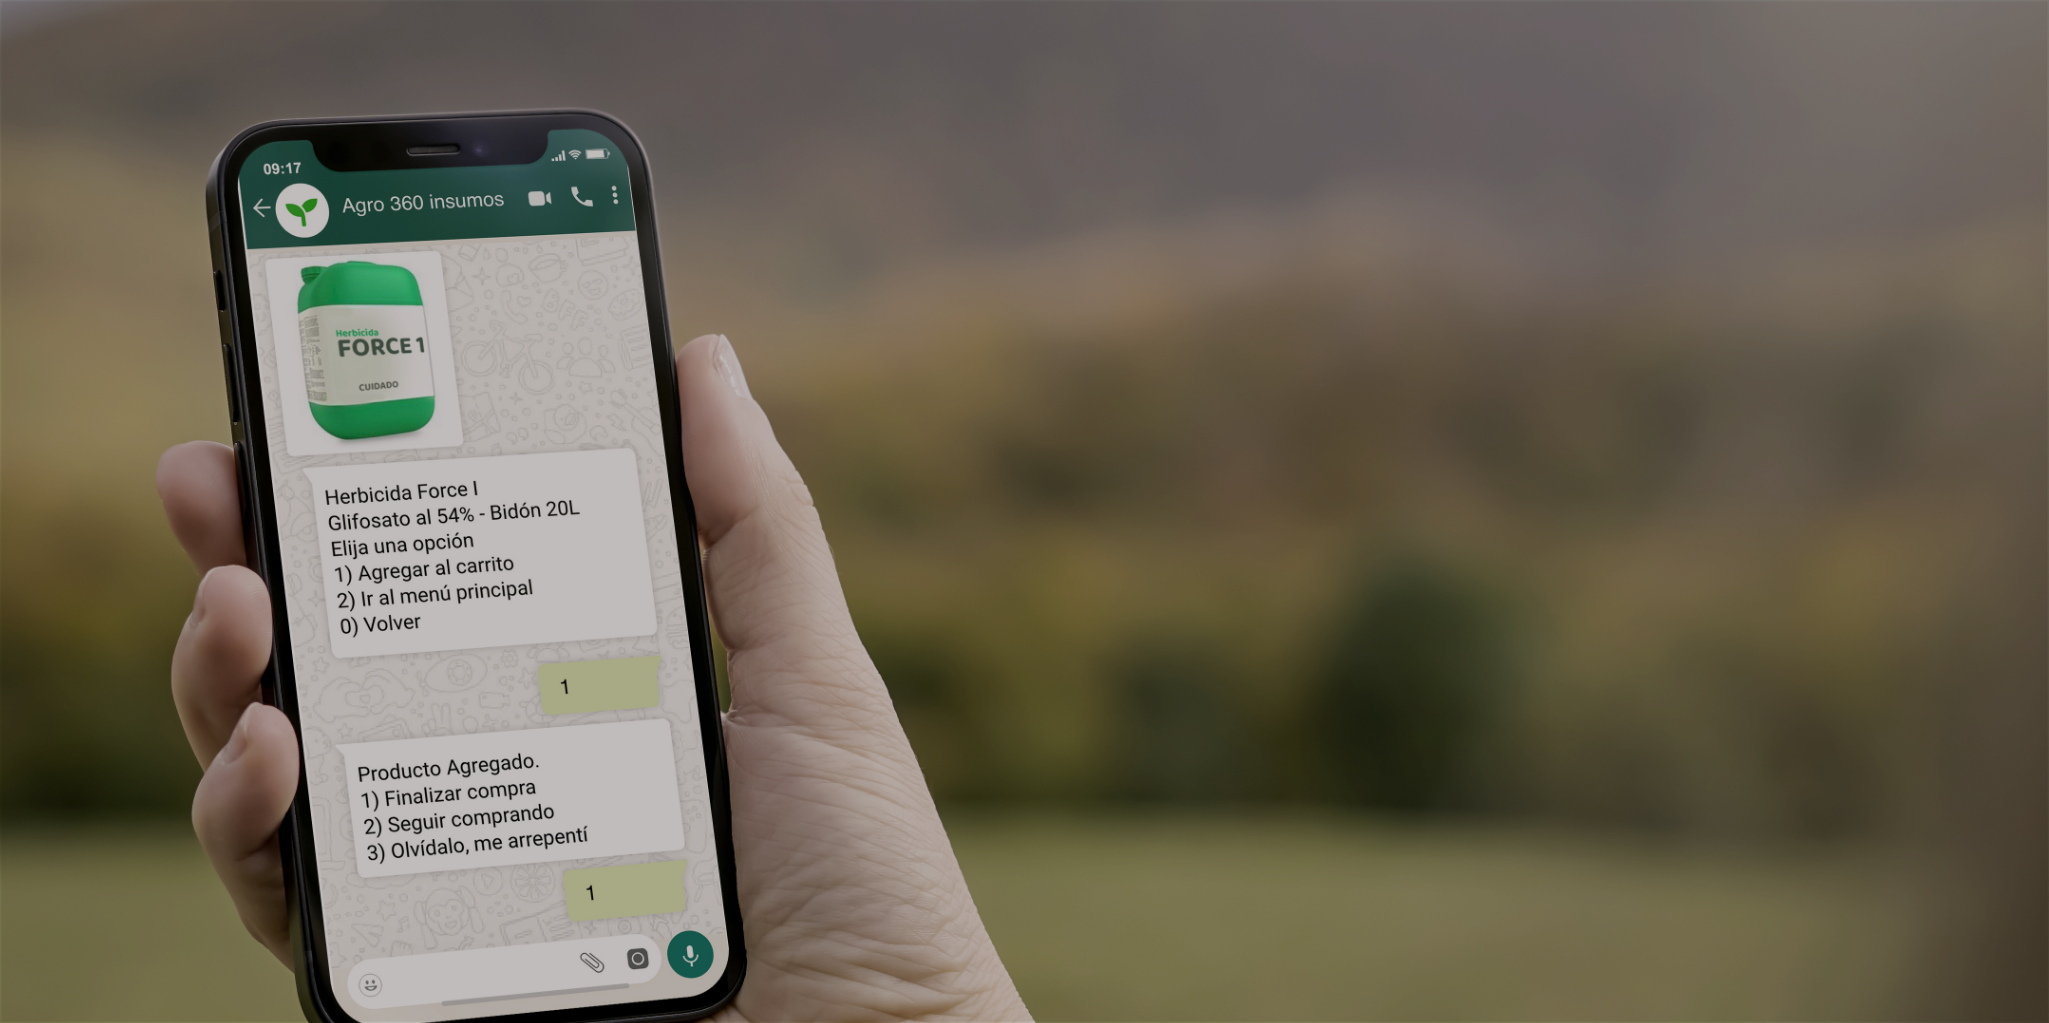 09:17
Agro 360 insumos
Herbicida
FORCE 1
CUIDADO
Herbicida Force I
Glifosato al 54% - Bidón 20L
Elija una opción
1) Agregar al carrito
2) Ir al menú principal
0) Volver
1
Producto Agregado.
1) Finalizar compra
2) Seguir comprando
3) Olvídalo, me arrepentí
1